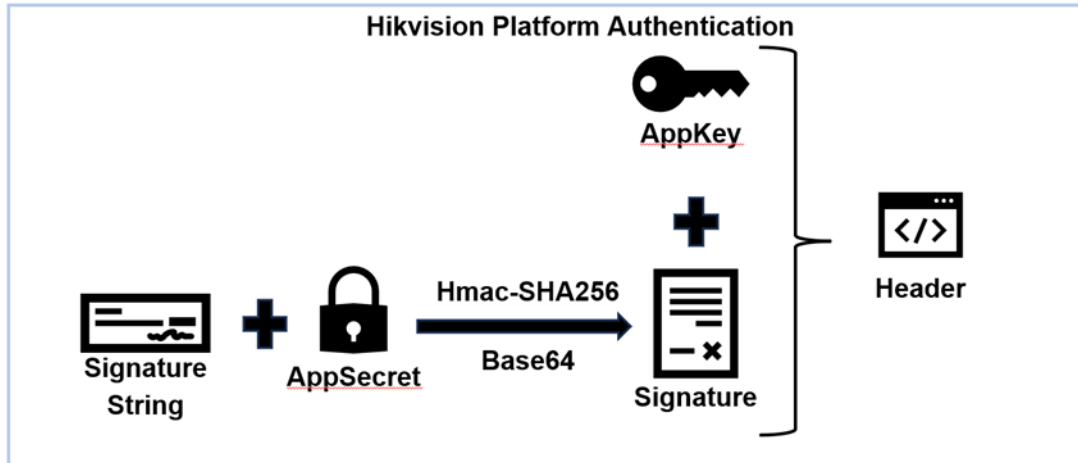 Hikvision Platform Authentication
AppKey
Hmac-SHA256
Header
Base64
Signature
String
AppSecret
Signature